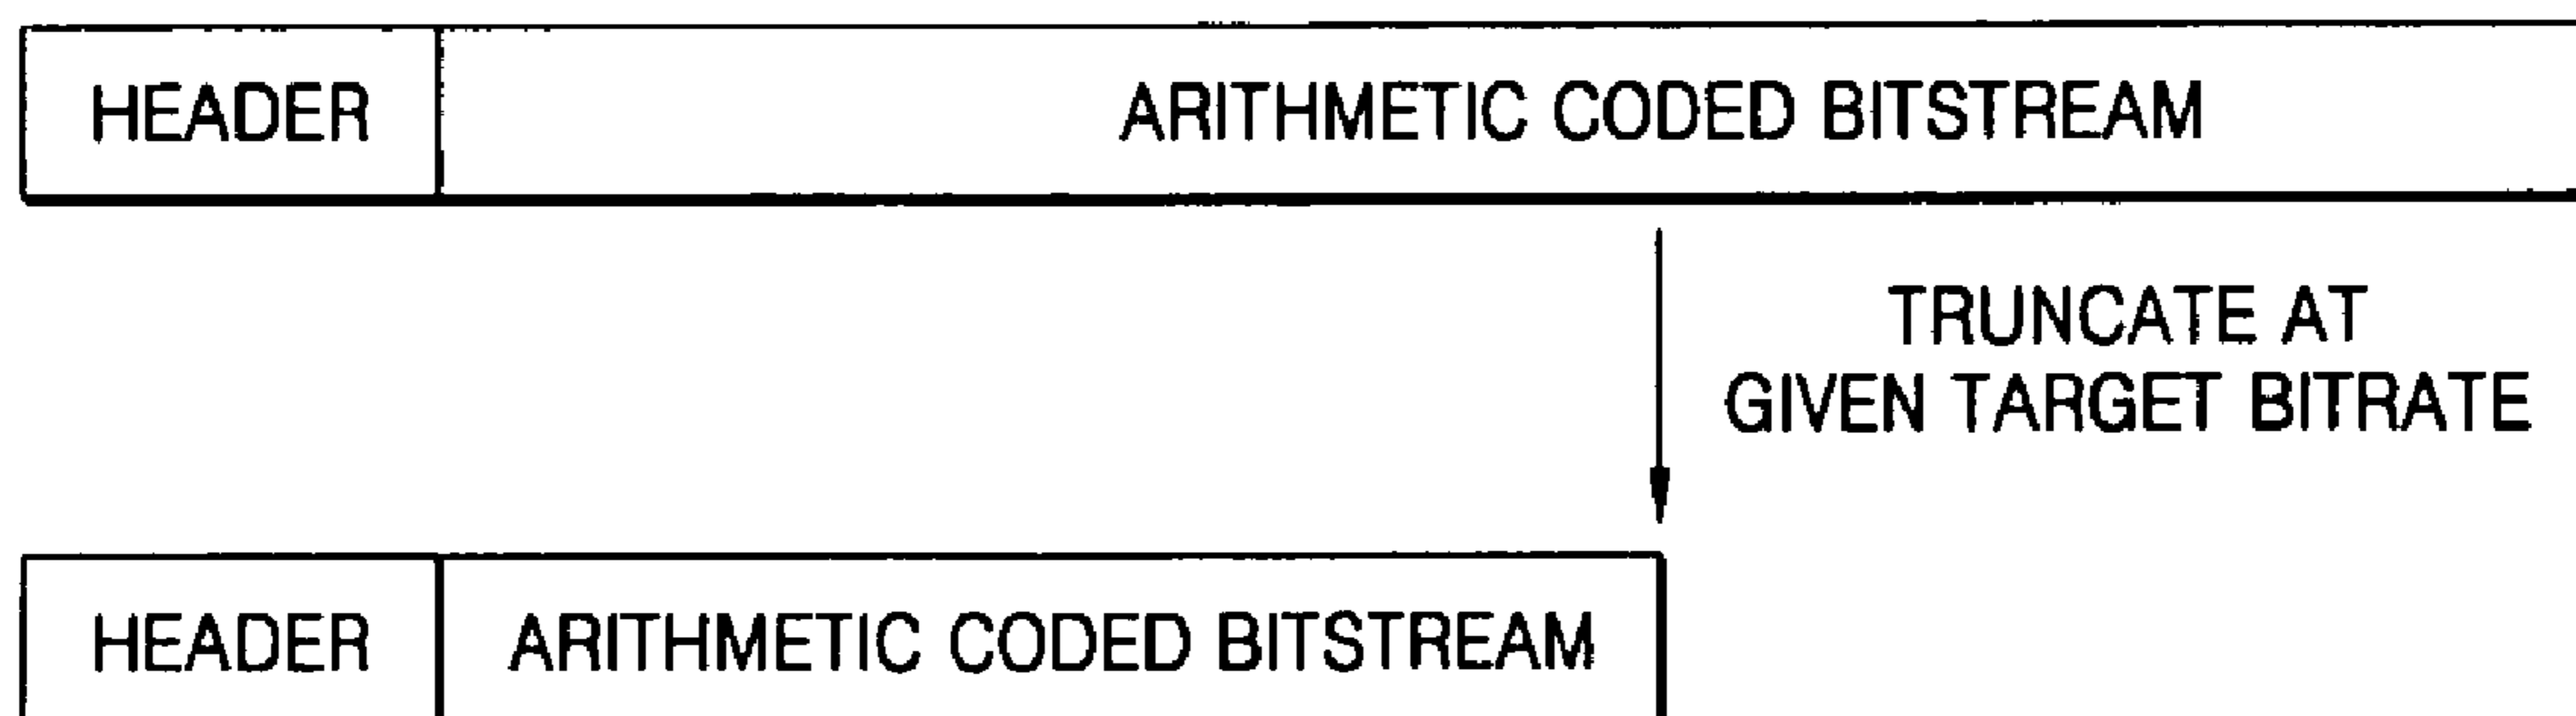 HEADER
ARITHMETIC CODED BITSTREAM
TRUNCATE AT
GIVEN TARGET BITRATE
HEADER
ARITHMETIC CODED BITSTREAM